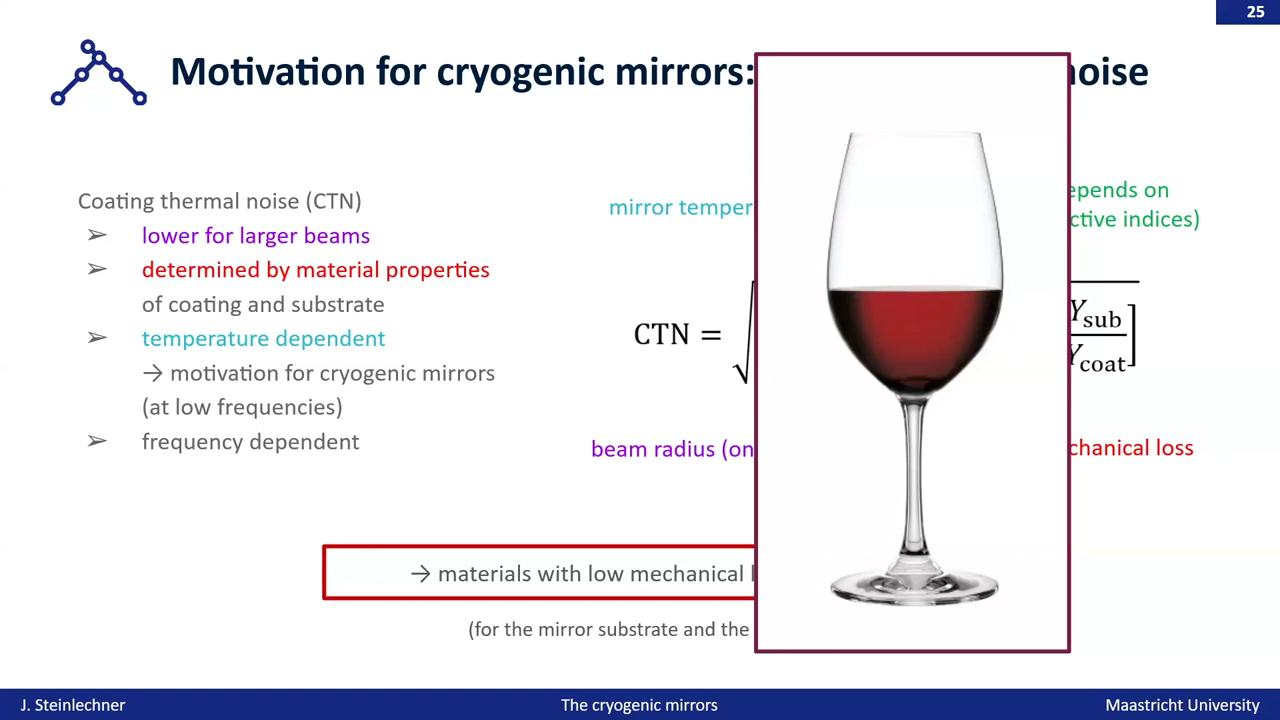 25
Motivation for cryogenic mirrors:
noise
Coating thermal noise (CTN)
➢ lower for larger beams
➢ determined by material properties
of coating and substrate
➢ temperature dependent
→ motivation for cryogenic mirrors
(at low frequencies)
➢ frequency dependent
mirror temper
epends on
ctive indices)
CTN = √
Y_sub
Y_coat ]
beam radius (on
chanical loss
→ materials with low mechanical l
(for the mirror substrate and the
J. Steinlechner
The cryogenic mirrors
Maastricht University